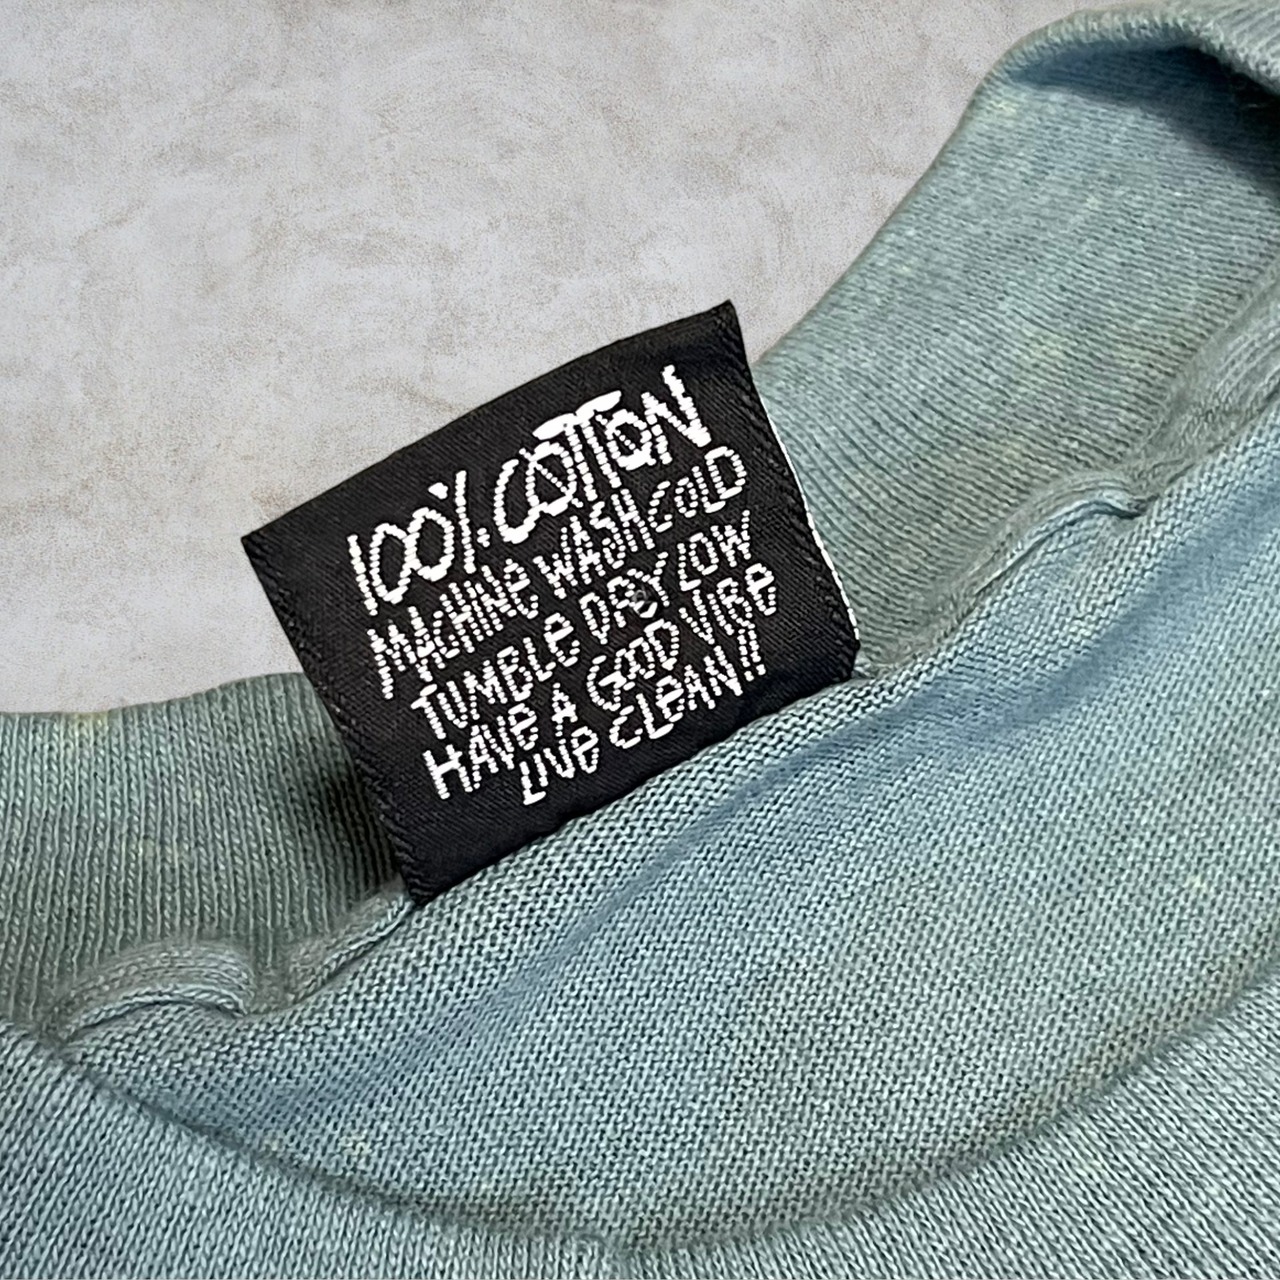 100% COTTON
MACHINE WASH COLD
TUMBLE DRY LOW
HAVE A GOOD VIBE
LIVE CLEAN!!